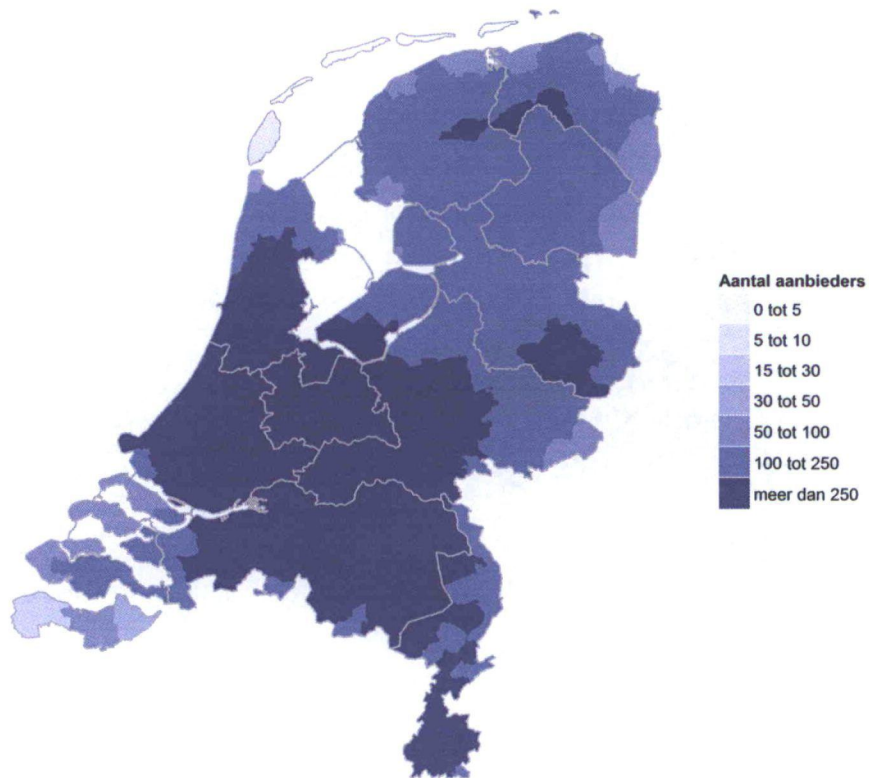 Aantal aanbieders
0 tot 5
5 tot 10
15 tot 30
30 tot 50
50 tot 100
100 tot 250
meer dan 250